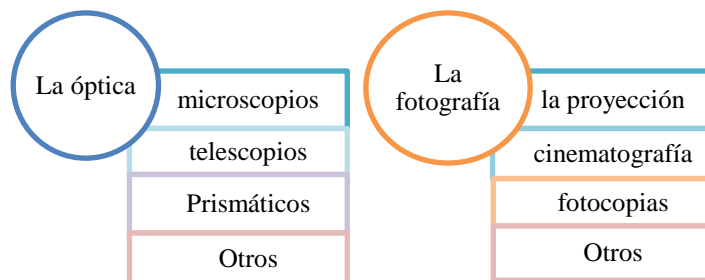 La óptica
microscopios
telescopios
Prismáticos
Otros
La
fotografía
la proyección
cinematografía
fotocopias
Otros